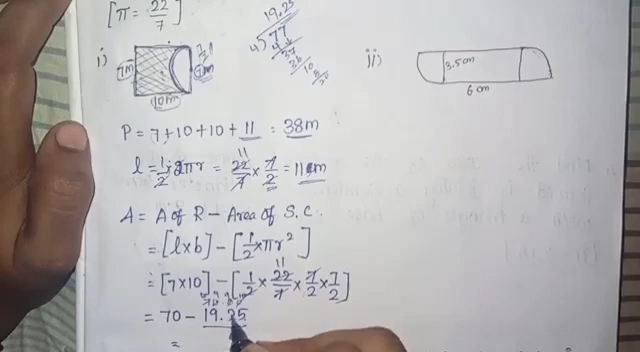 [π = 22/7]
19.25
4)77
i)
7m
7m
10m
ii)
3.5cm
6cm
P = 7+10+10+11 = 38m
l = 1/2 × 2πr = 22/7 × 7/2 = 11m
A = A of R - Area of S.C.
= [l×b] - [1/2 × πr²]
11
= [7×10] - [1/2 × 22/7 × 7/2 × 7/2]
= 70 - 19.25
=